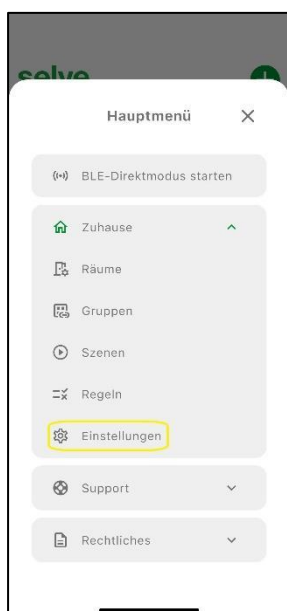 selve
Hauptmenü
BLE-Direktmodus starten
Zuhause
Räume
Gruppen
Szenen
Regeln
Einstellungen
Support
Rechtliches